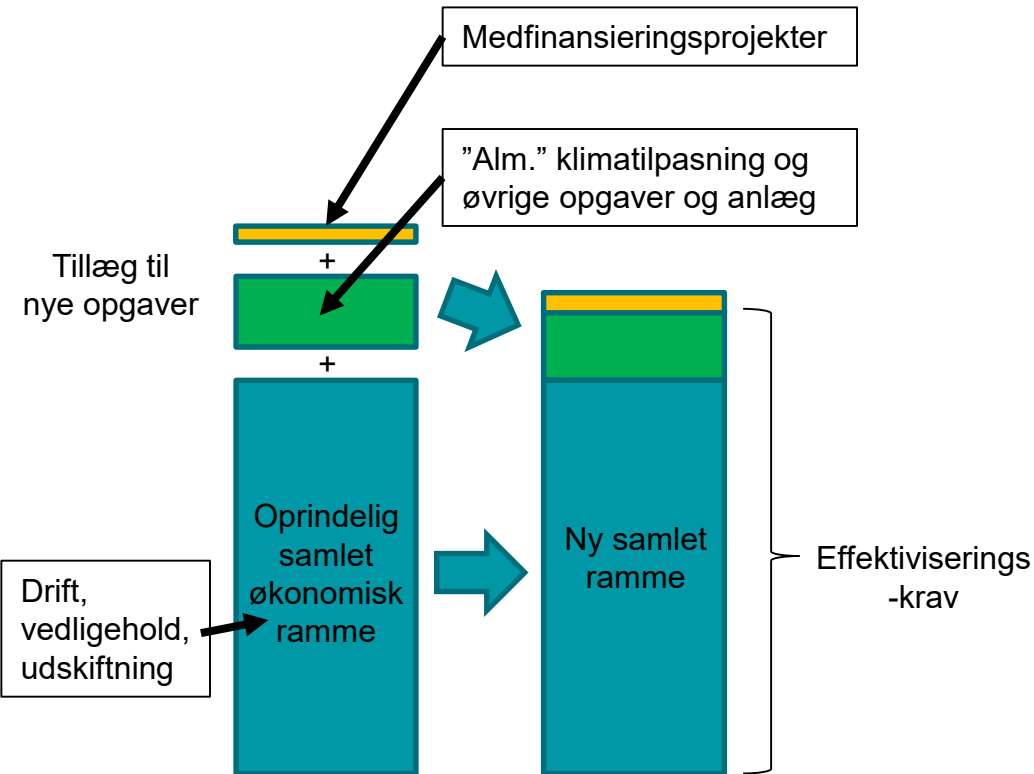 Medfinansieringsprojekter
”Alm.” klimatilpasning og
øvrige opgaver og anlæg
Tillæg til
nye opgaver
+
+
Oprindelig
samlet
økonomisk
ramme
Ny samlet
ramme
Effektiviserings
-krav
Drift,
vedligehold,
udskiftning